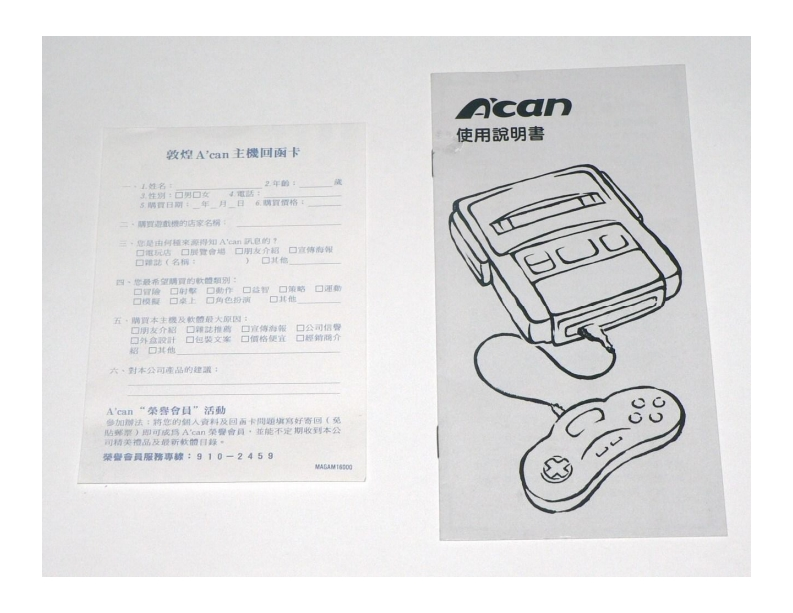 敦煌 A'can 主機回函卡
一、1.姓名：　2.年齡：　歲
3.性別：□男□女　4.電話：
5.購買日期：　年　月　日　6.購買價格：
二、購買遊戲機的店家名稱：
三、您是由何種來源得知 A'can 訊息的？
□電玩店　□展覽會場　□朋友介紹　□宣傳海報
□雜誌（名稱：　）　□其他
四、您最希望購買的軟體類別：
□冒險　□射擊　□動作　□益智　□策略　□運動
□模擬　□桌上　□角色扮演　□其他
五、購買本主機及軟體最大原因：
□朋友介紹　□雜誌推薦　□宣傳海報　□公司信譽
□外盒設計　□包裝文案　□價格便宜　□經銷商介
紹　□其他
六、對本公司產品的建議：
A'can “榮譽會員” 活動
參加辦法：將您的個人資料及回函卡問題填寫好寄回（免
貼郵票）即可成為 A'can 榮譽會員，並能不定期收到本公
司精美禮品及最新軟體目錄。
榮譽會員服務專線：910－2459
MAGAM1600Q
A'can
使用說明書